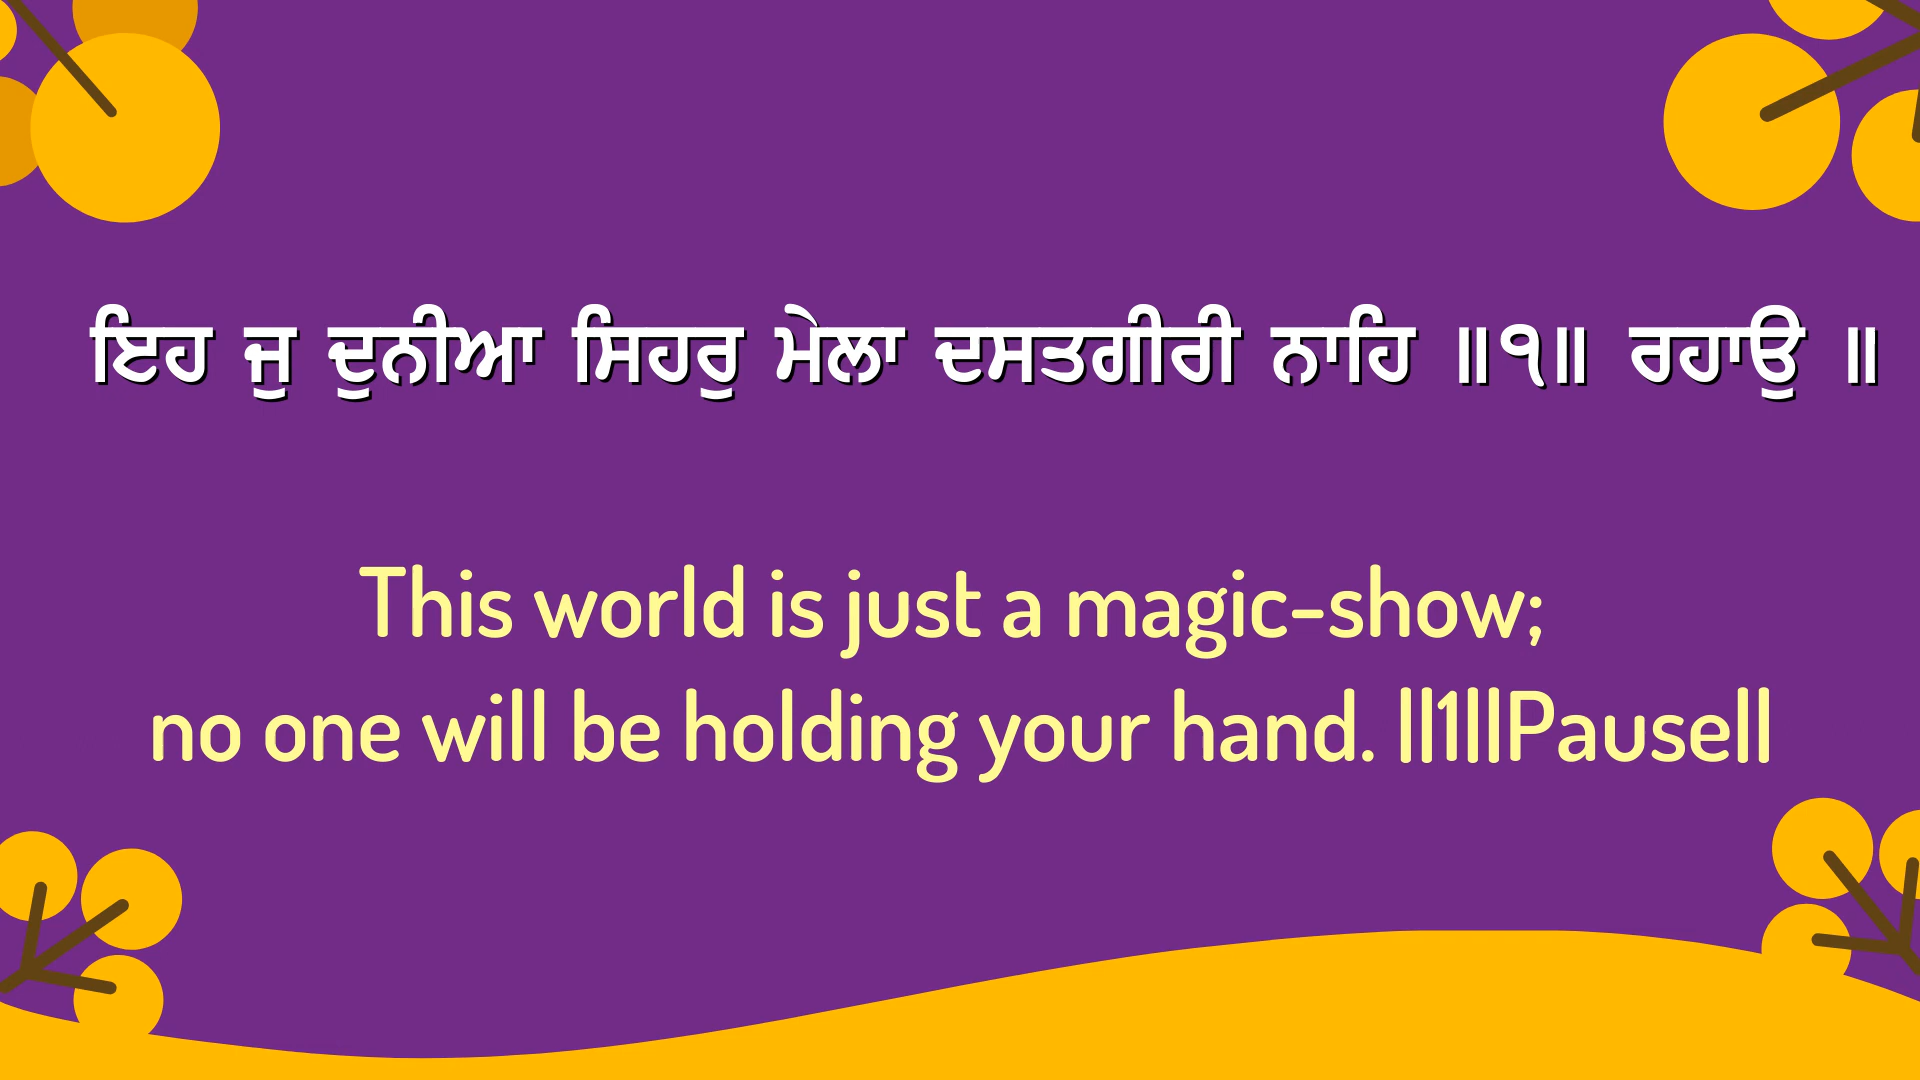 ਇਹ ਜੁ ਦੁਨੀਆ ਸਿਹਰੁ ਮੇਲਾ ਦਸਤਗੀਰੀ ਨਾਹਿ ॥੧॥ ਰਹਾਉ ॥
This world is just a magic-show;
no one will be holding your hand. ||1||Pause||